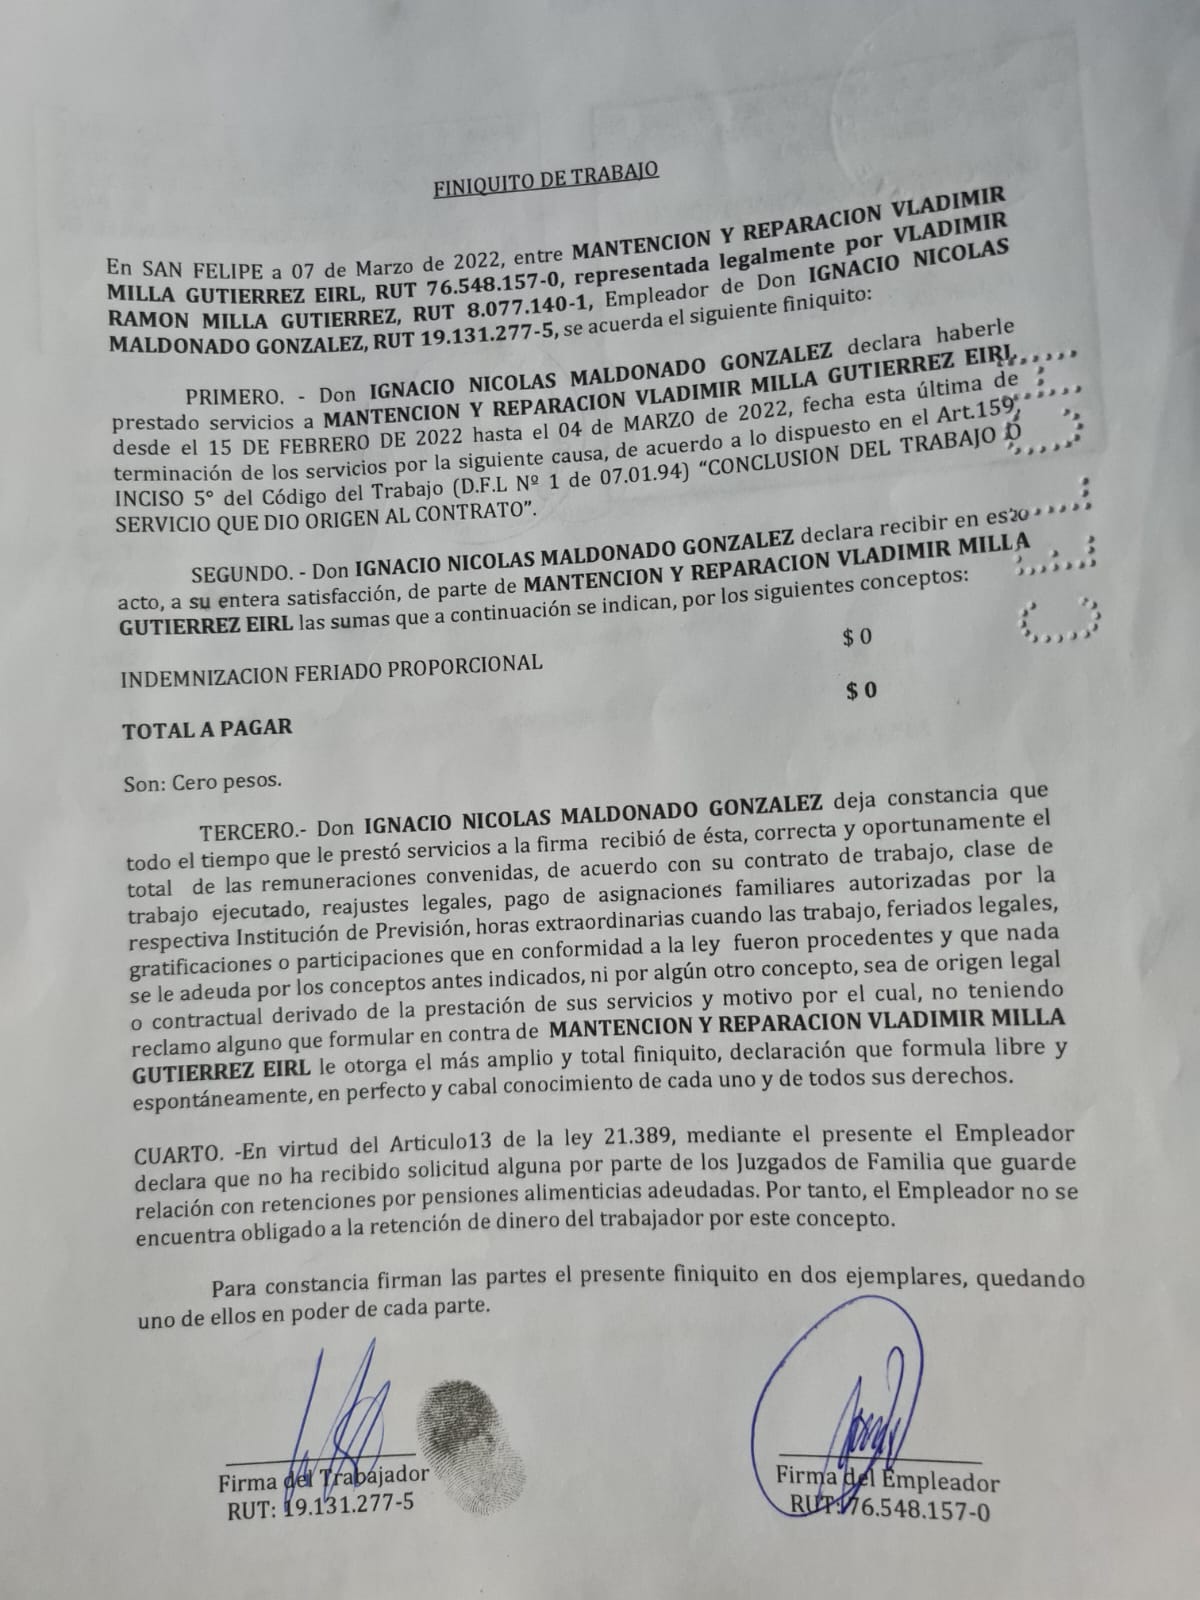 FINIQUITO DE TRABAJO
En SAN FELIPE a 07 de Marzo de 2022, entre MANTENCION Y REPARACION VLADIMIR
MILLA GUTIERREZ EIRL, RUT 76.548.157-0, representada legalmente por VLADIMIR
RAMON MILLA GUTIERREZ, RUT 8.077.140-1, Empleador de Don IGNACIO NICOLAS
MALDONADO GONZALEZ, RUT 19.131.277-5, se acuerda el siguiente finiquito:
PRIMERO. - Don IGNACIO NICOLAS MALDONADO GONZALEZ declara haberle
prestado servicios a MANTENCION Y REPARACION VLADIMIR MILLA GUTIERREZ EIRL
desde el 15 DE FEBRERO DE 2022 hasta el 04 de MARZO de 2022, fecha esta última de
terminación de los servicios por la siguiente causa, de acuerdo a lo dispuesto en el Art.159,
INCISO 5° del Código del Trabajo (D.F.L Nº 1 de 07.01.94) “CONCLUSION DEL TRABAJO O
SERVICIO QUE DIO ORIGEN AL CONTRATO”.
SEGUNDO. - Don IGNACIO NICOLAS MALDONADO GONZALEZ declara recibir en
acto, a su entera satisfacción, de parte de MANTENCION Y REPARACION VLADIMIR MILLA
GUTIERREZ EIRL las sumas que a continuación se indican, por los siguientes conceptos:
INDEMNIZACION FERIADO PROPORCIONAL $ 0
TOTAL A PAGAR $ 0
Son: Cero pesos.
TERCERO.- Don IGNACIO NICOLAS MALDONADO GONZALEZ deja constancia que
todo el tiempo que le prestó servicios a la firma recibió de ésta, correcta y oportunamente el
total de las remuneraciones convenidas, de acuerdo con su contrato de trabajo, clase de
trabajo ejecutado, reajustes legales, pago de asignaciones familiares autorizadas por la
respectiva Institución de Previsión, horas extraordinarias cuando las trabajo, feriados legales,
gratificaciones o participaciones que en conformidad a la ley fueron procedentes y que nada
se le adeuda por los conceptos antes indicados, ni por algún otro concepto, sea de origen legal
o contractual derivado de la prestación de sus servicios y motivo por el cual, no teniendo
reclamo alguno que formular en contra de MANTENCION Y REPARACION VLADIMIR MILLA
GUTIERREZ EIRL le otorga el más amplio y total finiquito, declaración que formula libre y
espontáneamente, en perfecto y cabal conocimiento de cada uno y de todos sus derechos.
CUARTO. -En virtud del Articulo13 de la ley 21.389, mediante el presente el Empleador
declara que no ha recibido solicitud alguna por parte de los Juzgados de Familia que guarde
relación con retenciones por pensiones alimenticias adeudadas. Por tanto, el Empleador no se
encuentra obligado a la retención de dinero del trabajador por este concepto.
Para constancia firman las partes el presente finiquito en dos ejemplares, quedando
uno de ellos en poder de cada parte.
Firma del Trabajador
RUT: 19.131.277-5
Firma del Empleador
RUT: 76.548.157-0